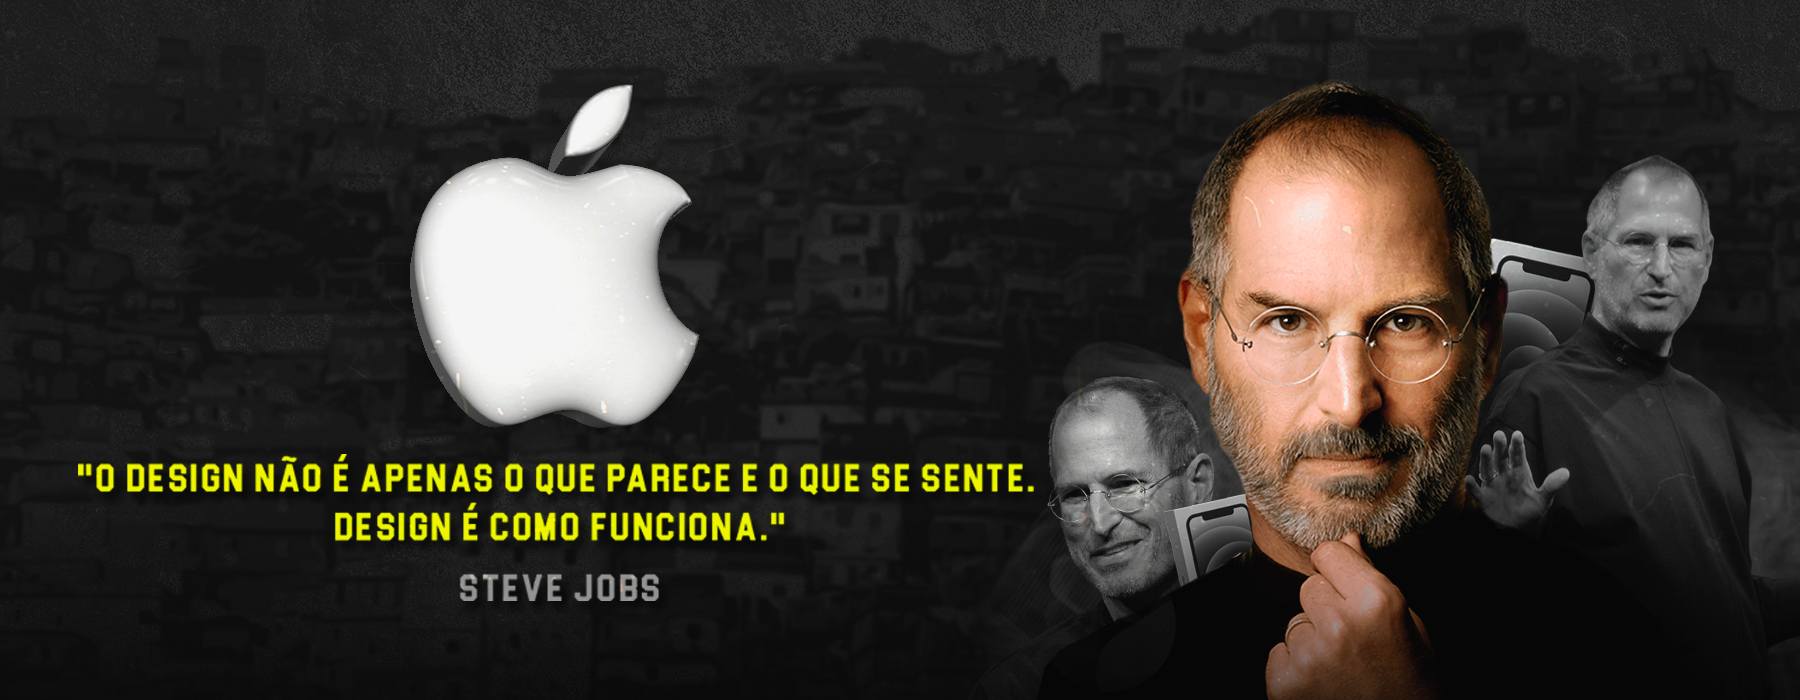 "O DESIGN NÃO É APENAS O QUE PARECE E O QUE SE SENTE.
DESIGN É COMO FUNCIONA."
STEVE JOBS